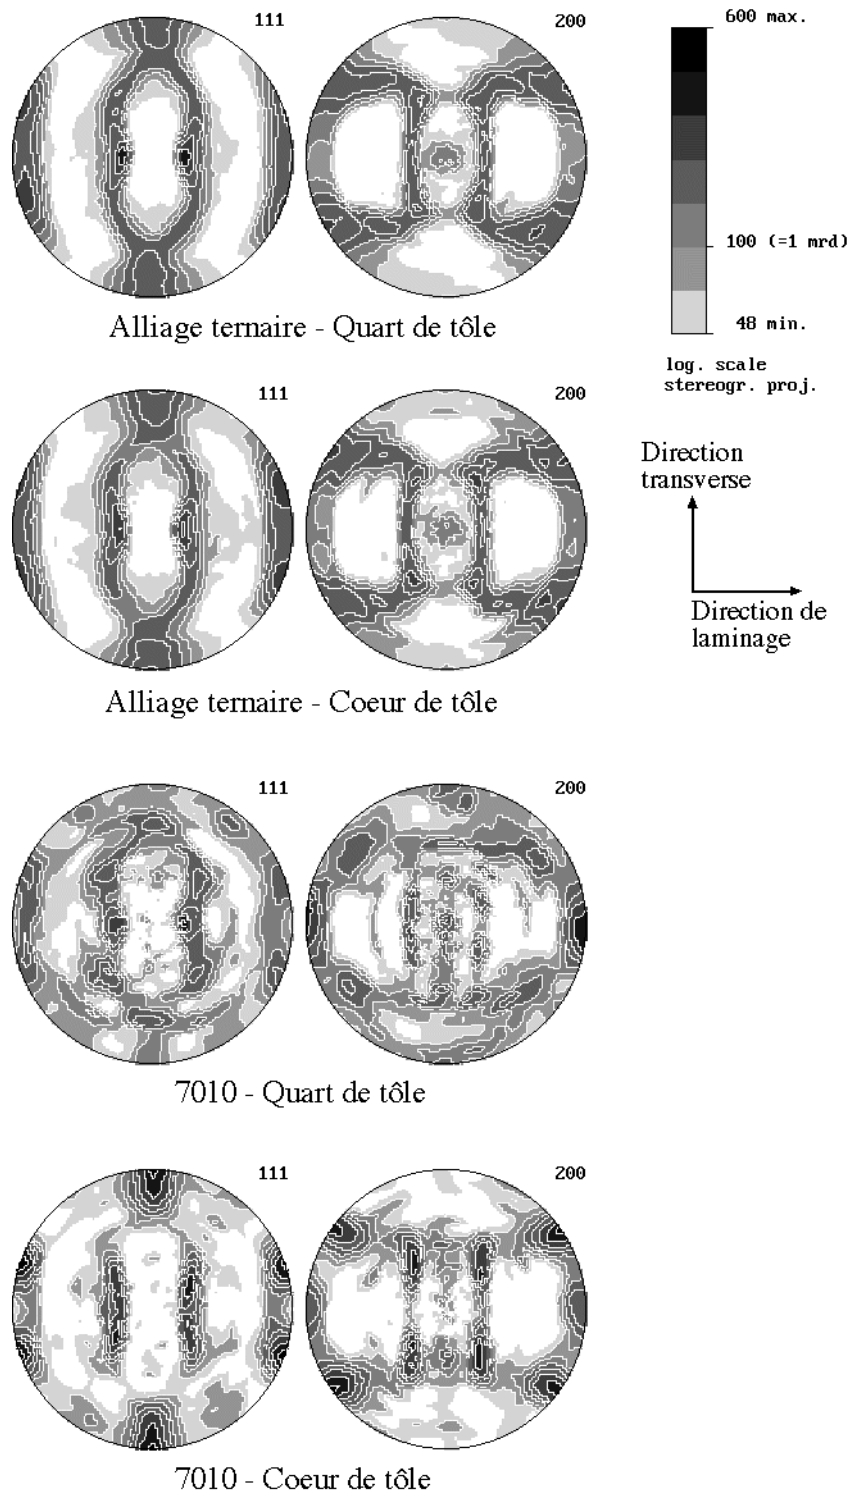 111
200
600 max.
100 (=1 mrd)
48 min.
log. scale
stereogr. proj.
Alliage ternaire - Quart de tôle
111
200
Direction
transverse
Direction de
laminage
Alliage ternaire - Coeur de tôle
111
200
7010 - Quart de tôle
111
200
7010 - Coeur de tôle